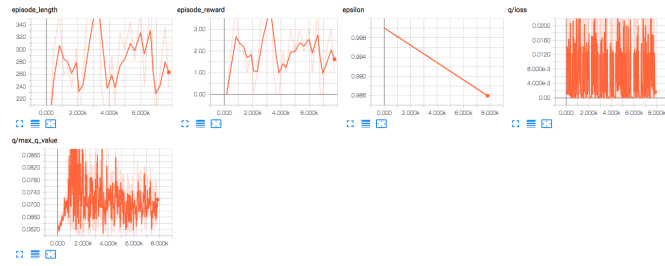 episode_length
episode_reward
epsilon
q/loss
340
320
300
280
260
240
220
0.000 2.000k 4.000k 6.000k
3.00
2.00
1.00
0.00
0.000 2.000k 4.000k 6.000k
0.998
0.994
0.990
0.986
0.000 2.000k 4.000k 6.000k 8.000k
0.0200
0.0160
0.0120
8.000e-3
4.000e-3
0.00
0.000 2.000k 4.000k 6.000k 8.000k
q/max_q_value
0.0860
0.0820
0.0780
0.0740
0.0700
0.0660
0.0620
0.000 2.000k 4.000k 6.000k 8.000k